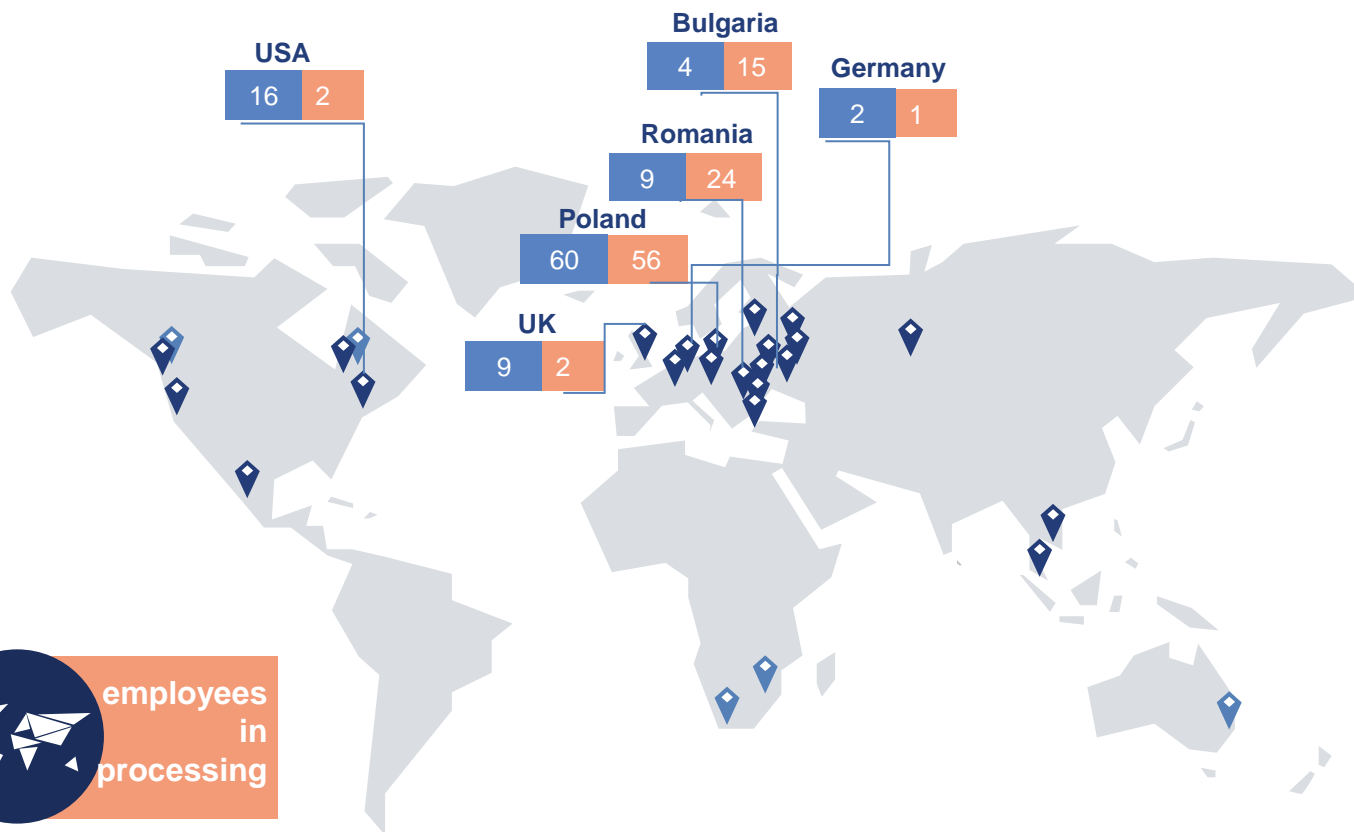 Bulgaria
4 15
USA
16 2
Germany
2 1
Romania
9 24
Poland
60 56
UK
9 2
employees
in
processing